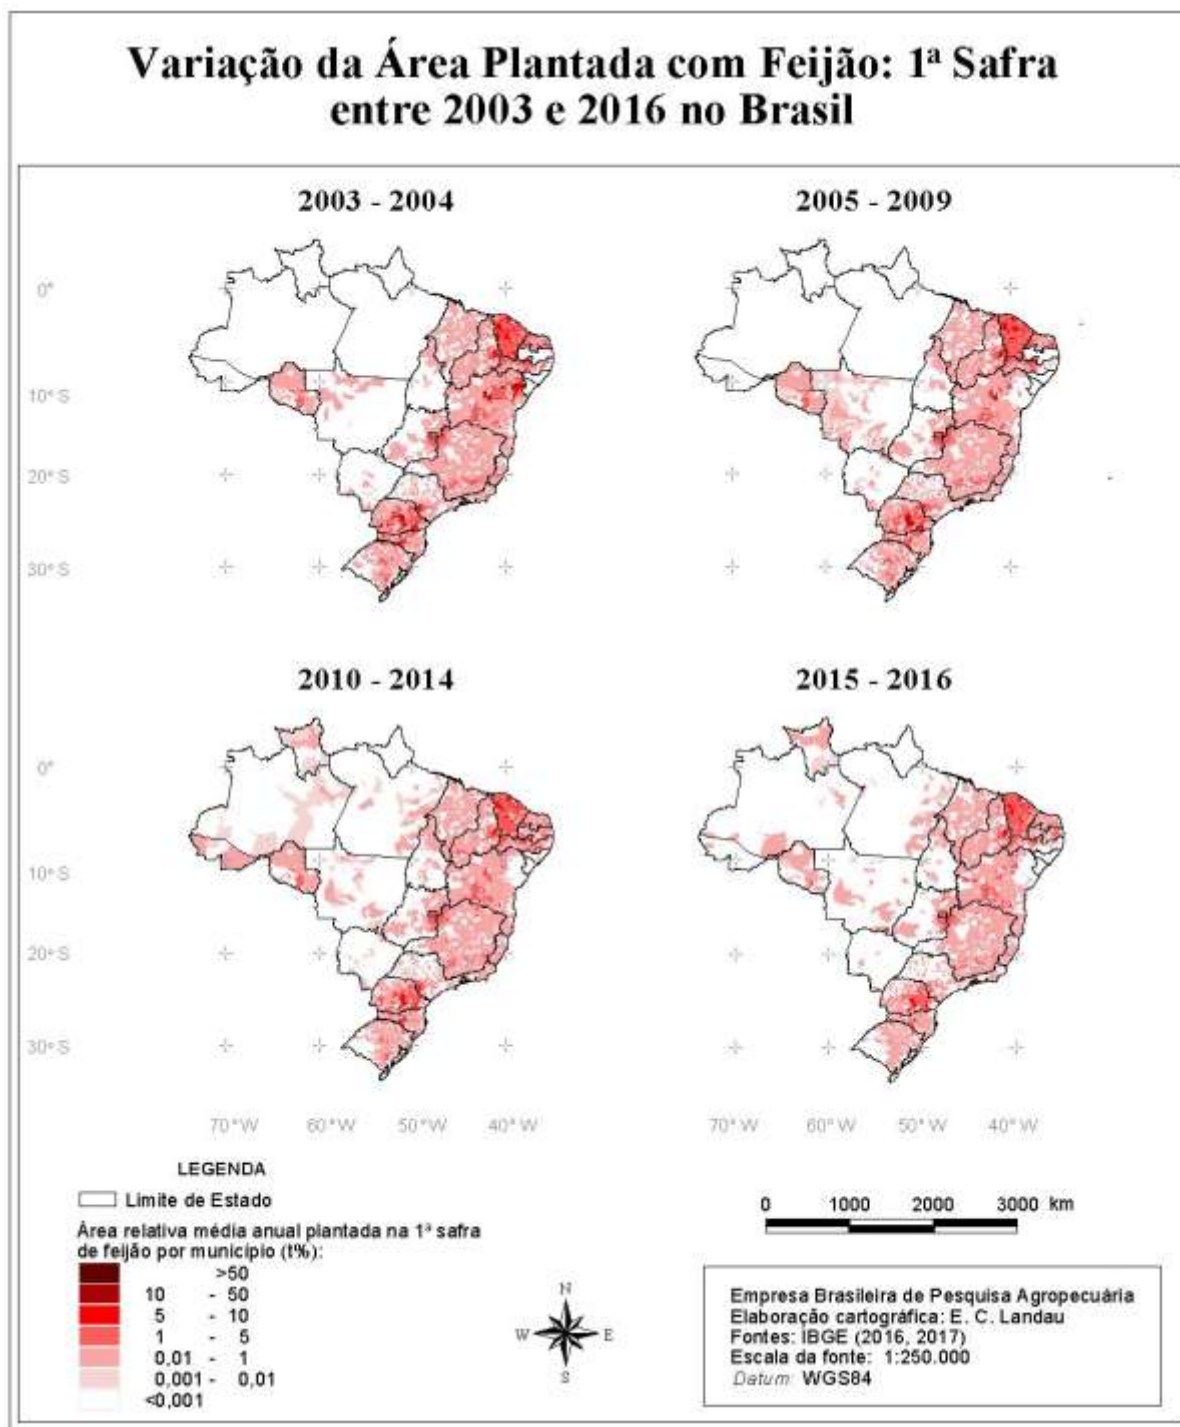 Variação da Área Plantada com Feijão: 1ª Safra
entre 2003 e 2016 no Brasil
2003 - 2004
2005 - 2009
0°
10° S
20° S
30° S
2010 - 2014
2015 - 2016
0°
10° S
20° S
30° S
70° W 60° W 50° W 40° W
70° W 60° W 50° W 40° W
LEGENDA
Limite de Estado
Área relativa média anual plantada na 1ª safra
de feijão por município (t%):
>50
10 - 50
5 - 10
1 - 5
0,01 - 1
0,001 - 0,01
<0,001
N
W E
S
0 1000 2000 3000 km
Empresa Brasileira de Pesquisa Agropecuária
Elaboração cartográfica: E. C. Landau
Fontes: IBGE (2016, 2017)
Escala da fonte: 1:250.000
Datum: WGS84